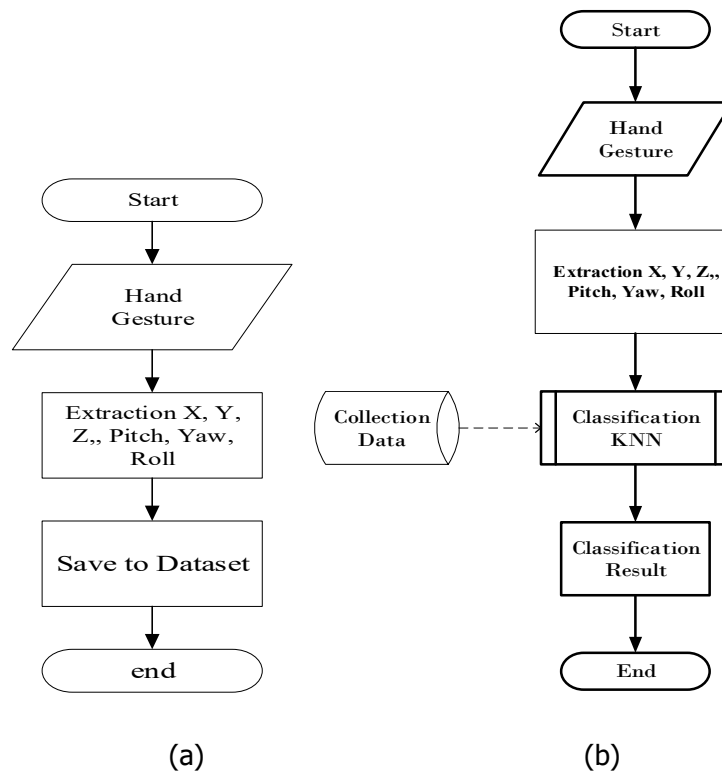 Start
Hand
Gesture
Extraction X, Y,
Z,, Pitch, Yaw,
Roll
Save to Dataset
end
(a)
Start
Hand
Gesture
Extraction X, Y, Z,,
Pitch, Yaw, Roll
Collection
Data
Classification
KNN
Classification
Result
End
(b)